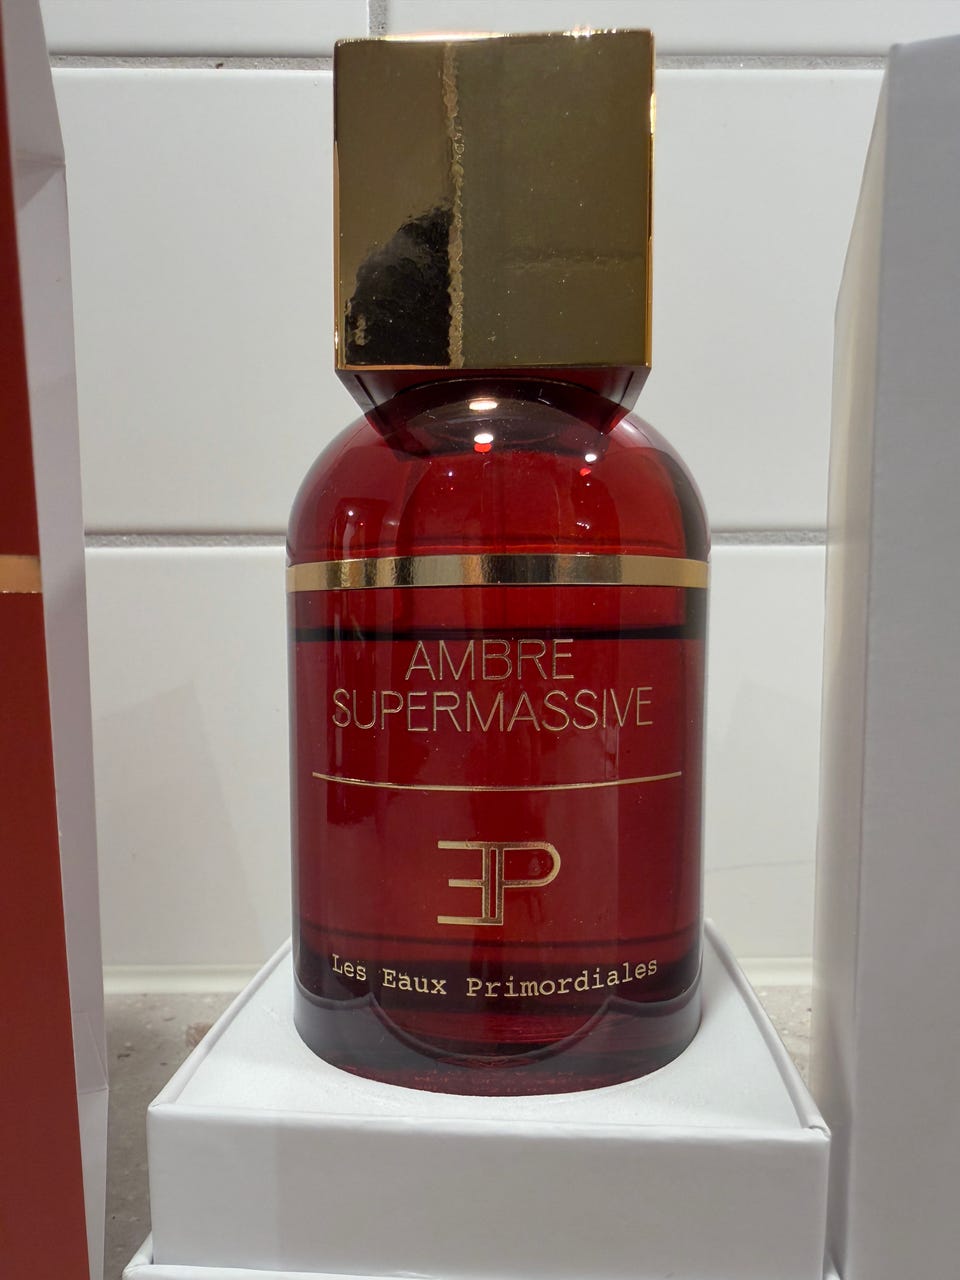 AMBRE
SUPERMASSIVE
EP
Les Eaux Primordiales